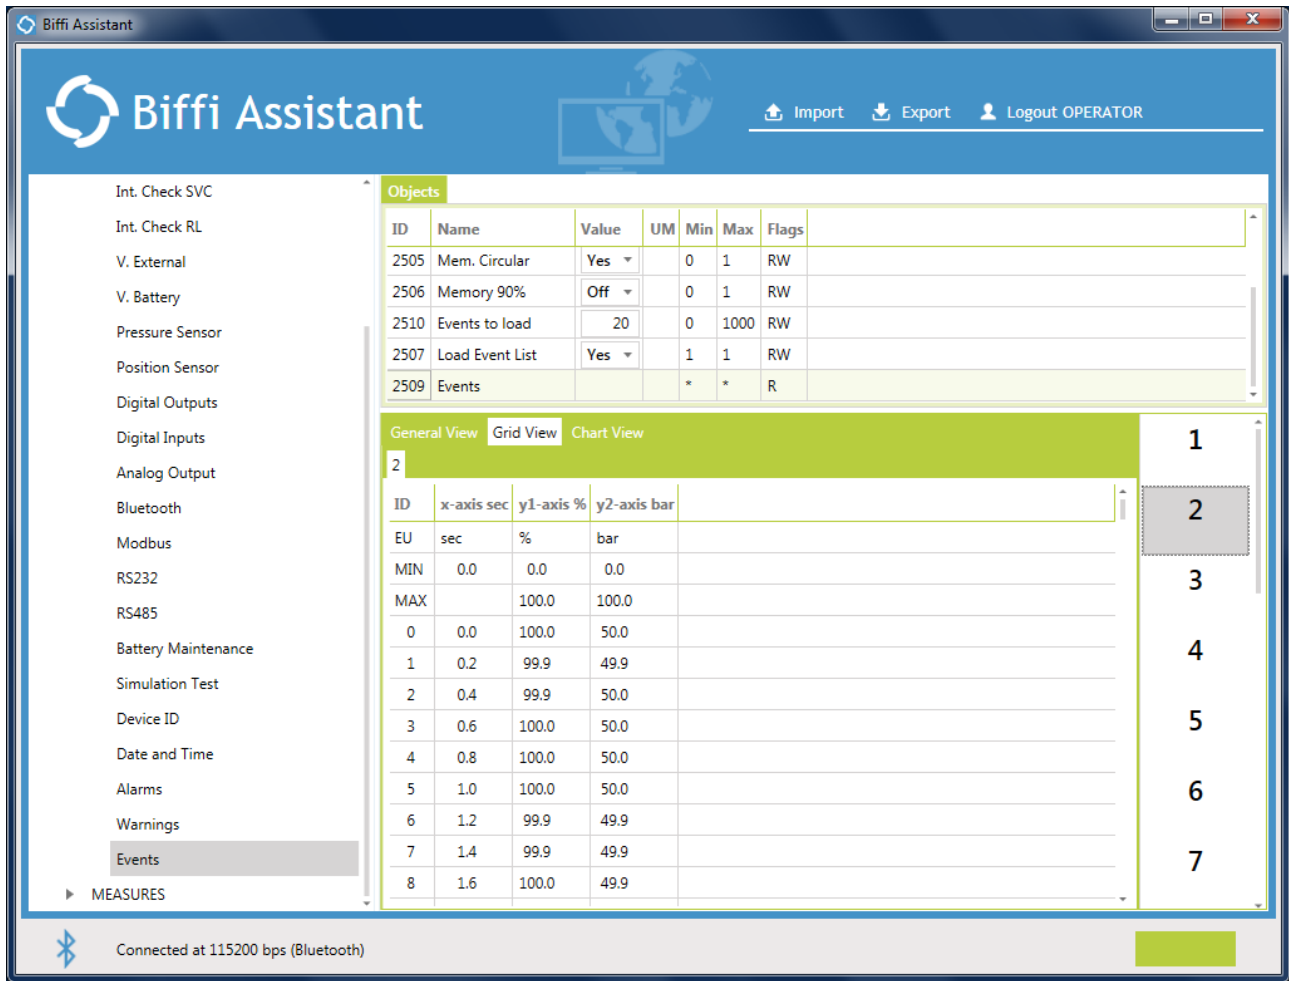 Biffi Assistant
Biffi Assistant
Import Export Logout OPERATOR
Int. Check SVC
Int. Check RL
V. External
V. Battery
Pressure Sensor
Position Sensor
Digital Outputs
Digital Inputs
Analog Output
Bluetooth
Modbus
RS232
RS485
Battery Maintenance
Simulation Test
Device ID
Date and Time
Alarms
Warnings
Events
MEASURES
Objects
ID Name Value UM Min Max Flags
2505 Mem. Circular Yes 0 1 RW
2506 Memory 90% Off 0 1 RW
2510 Events to load 20 0 1000 RW
2507 Load Event List Yes 1 1 RW
2509 Events * * R
General View Grid View Chart View
2
ID x-axis sec y1-axis % y2-axis bar
EU sec % bar
MIN 0.0 0.0 0.0
MAX 100.0 100.0
0 0.0 100.0 50.0
1 0.2 99.9 49.9
2 0.4 99.9 50.0
3 0.6 100.0 50.0
4 0.8 100.0 50.0
5 1.0 100.0 50.0
6 1.2 99.9 49.9
7 1.4 99.9 49.9
8 1.6 100.0 49.9
1
2
3
4
5
6
7
Connected at 115200 bps (Bluetooth)